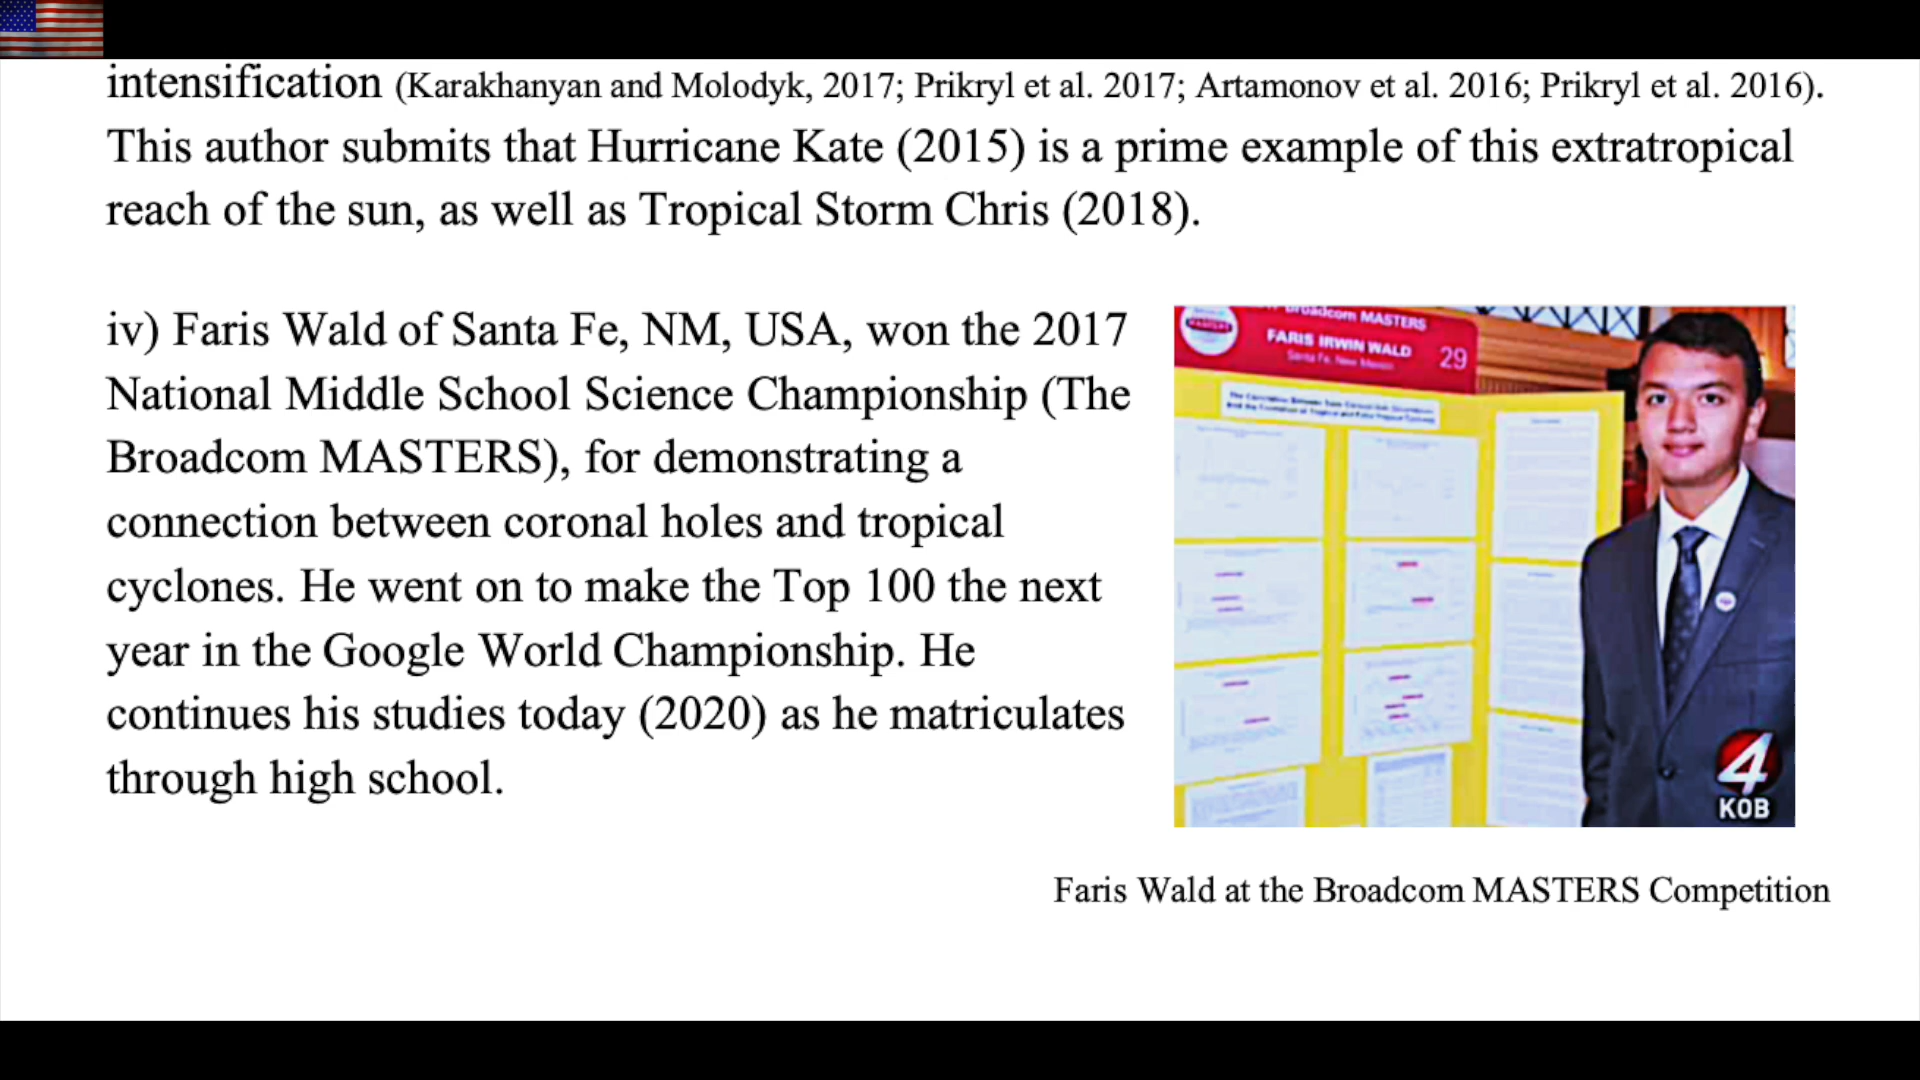 intensification (Karakhanyan and Molodyk, 2017; Prikryl et al. 2017; Artamonov et al. 2016; Prikryl et al. 2016).
This author submits that Hurricane Kate (2015) is a prime example of this extratropical
reach of the sun, as well as Tropical Storm Chris (2018).
iv) Faris Wald of Santa Fe, NM, USA, won the 2017
National Middle School Science Championship (The
Broadcom MASTERS), for demonstrating a
connection between coronal holes and tropical
cyclones. He went on to make the Top 100 the next
year in the Google World Championship. He
continues his studies today (2020) as he matriculates
through high school.
Broadcom MASTERS
FARIS IRWIN WALD
Santa Fe, New Mexico
29
4
KOB
Faris Wald at the Broadcom MASTERS Competition